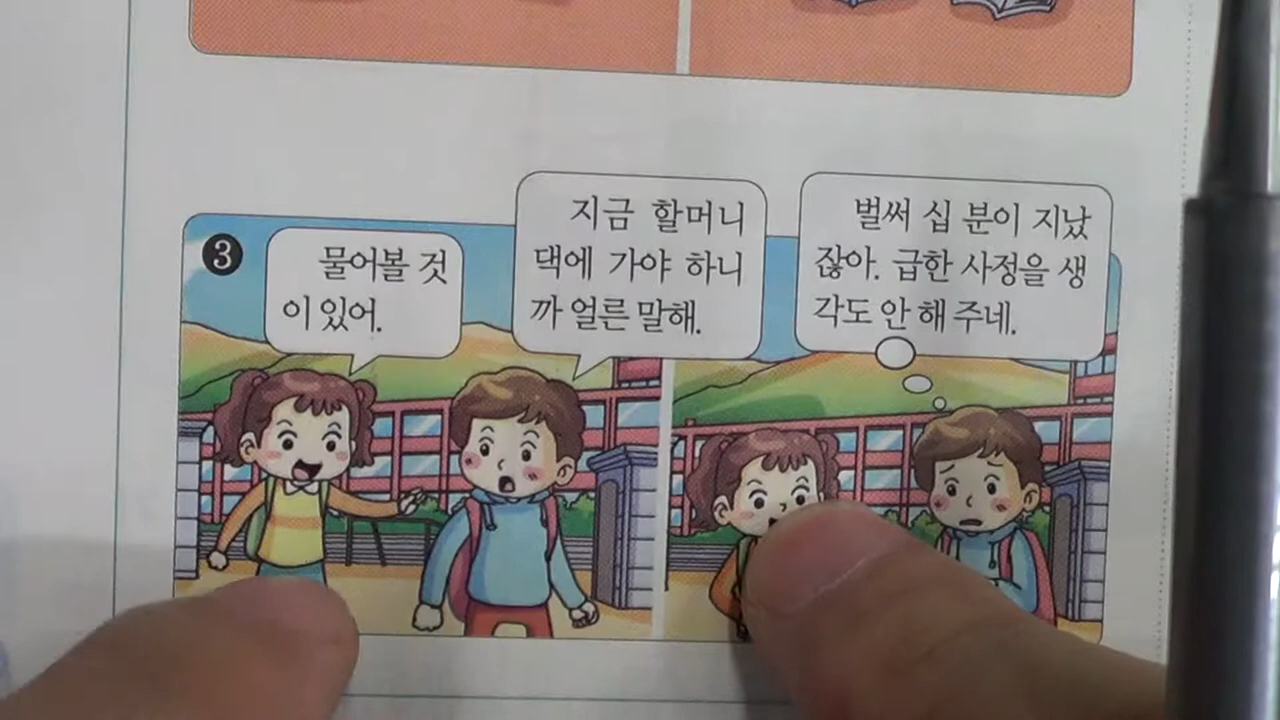 3
물어볼 것
이 있어.
지금 할머니
댁에 가야 하니
까 얼른 말해.
벌써 십 분이 지났
잖아. 급한 사정을 생
각도 안 해 주네.